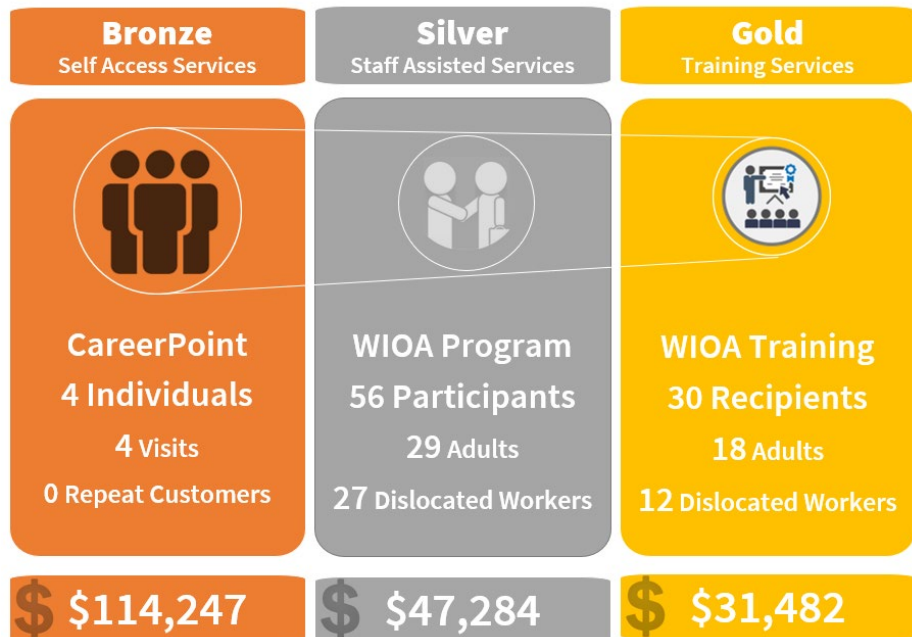 Bronze
Self Access Services
CareerPoint
4 Individuals
4 Visits
0 Repeat Customers
$ $114,247
Silver
Staff Assisted Services
WIOA Program
56 Participants
29 Adults
27 Dislocated Workers
$ $47,284
Gold
Training Services
WIOA Training
30 Recipients
18 Adults
12 Dislocated Workers
$ $31,482